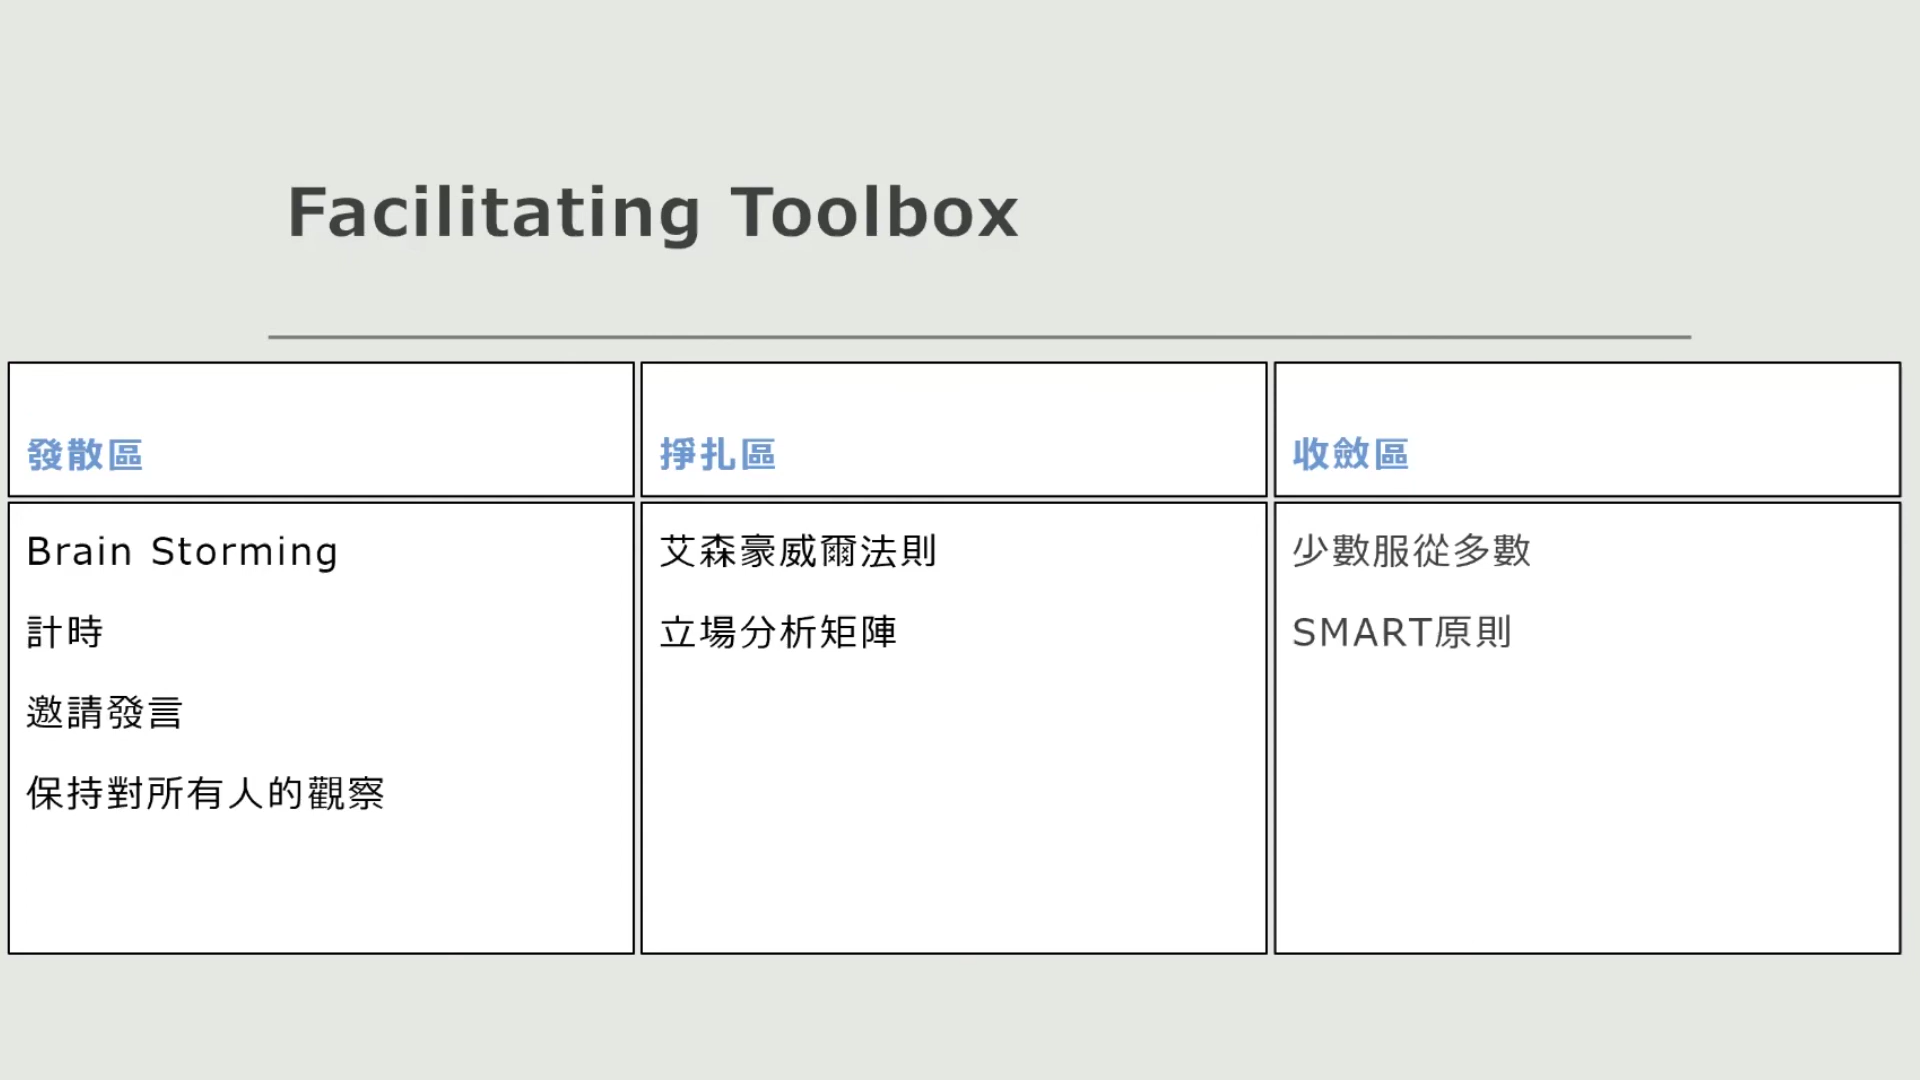 Facilitating Toolbox
發散區
掙扎區
收斂區
Brain Storming
計時
邀請發言
保持對所有人的觀察
艾森豪威爾法則
立場分析矩陣
少數服從多數
SMART原則